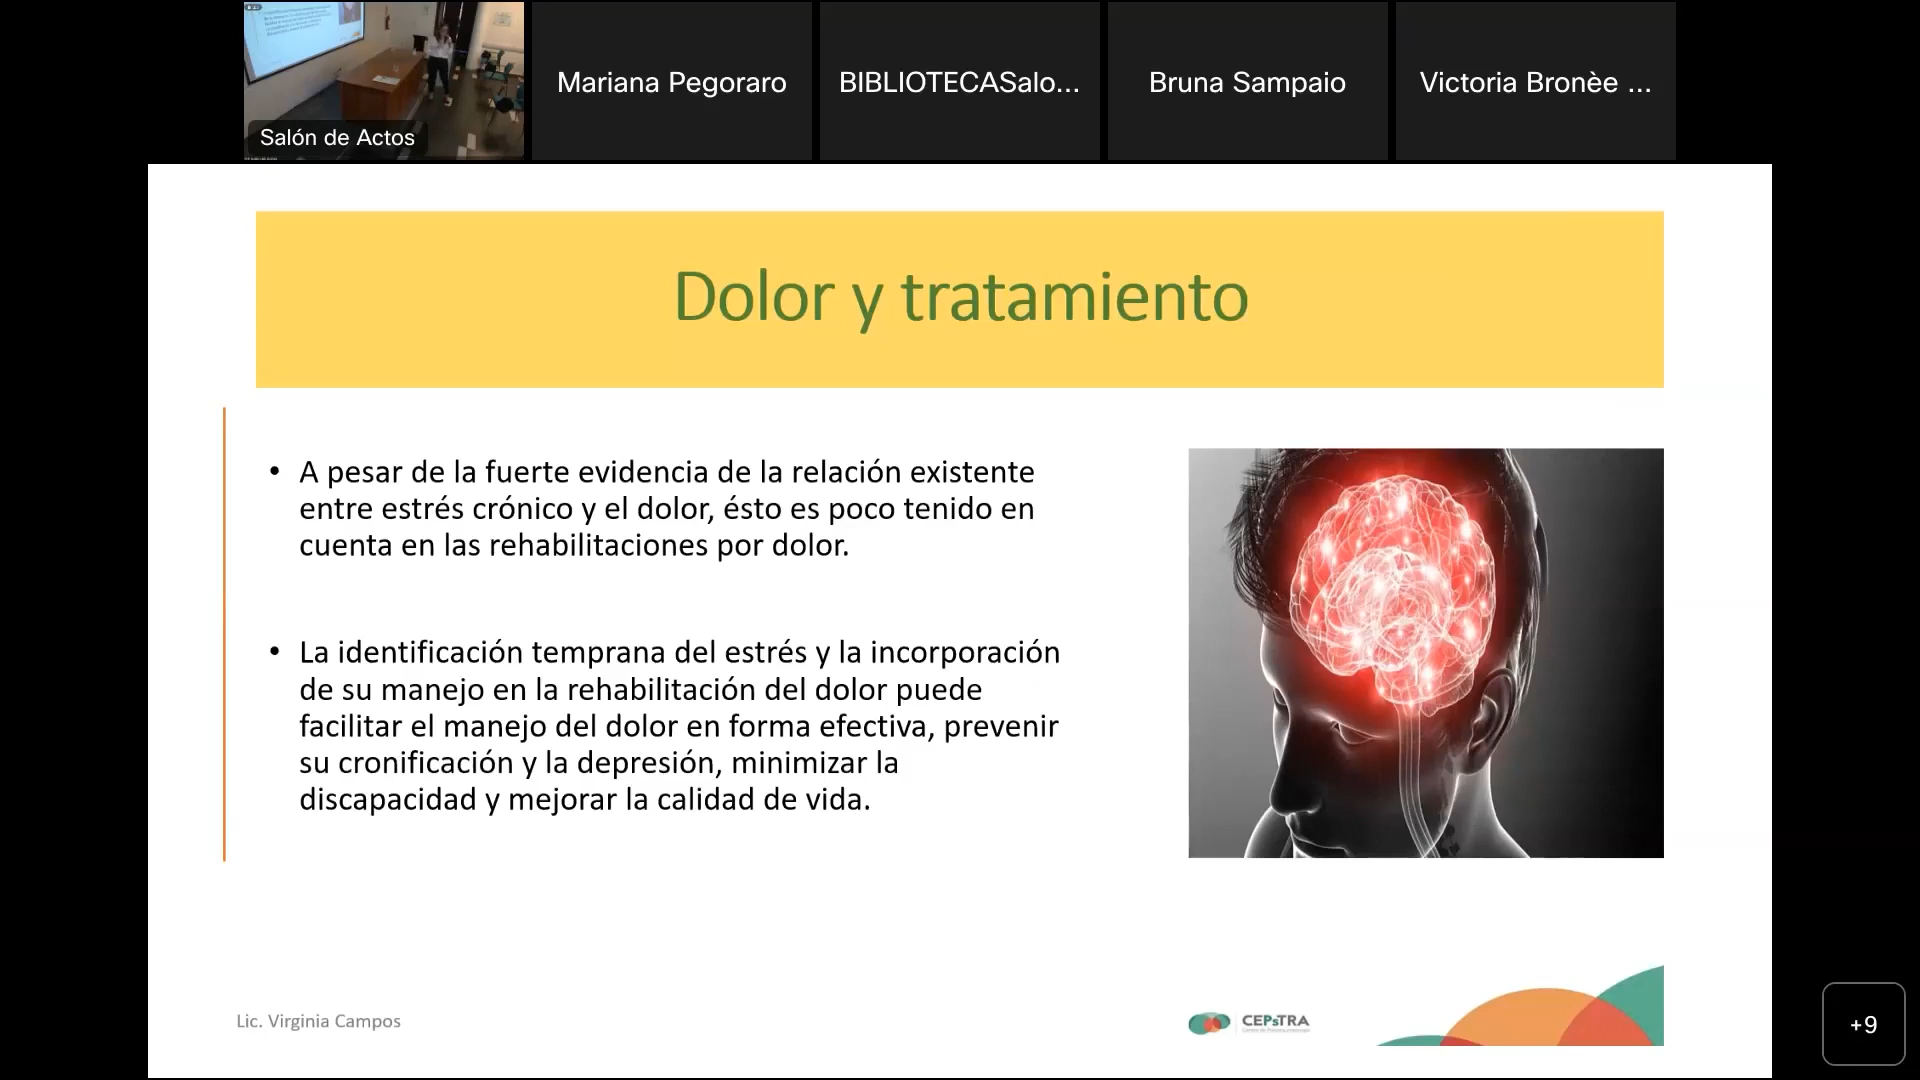 Salón de Actos
Mariana Pegoraro
BIBLIOTECASalo...
Bruna Sampaio
Victoria Bronèe ...
Dolor y tratamiento
• A pesar de la fuerte evidencia de la relación existente
entre estrés crónico y el dolor, ésto es poco tenido en
cuenta en las rehabilitaciones por dolor.
• La identificación temprana del estrés y la incorporación
de su manejo en la rehabilitación del dolor puede
facilitar el manejo del dolor en forma efectiva, prevenir
su cronificación y la depresión, minimizar la
discapacidad y mejorar la calidad de vida.
Lic. Virginia Campos
CEPsTRA
+9